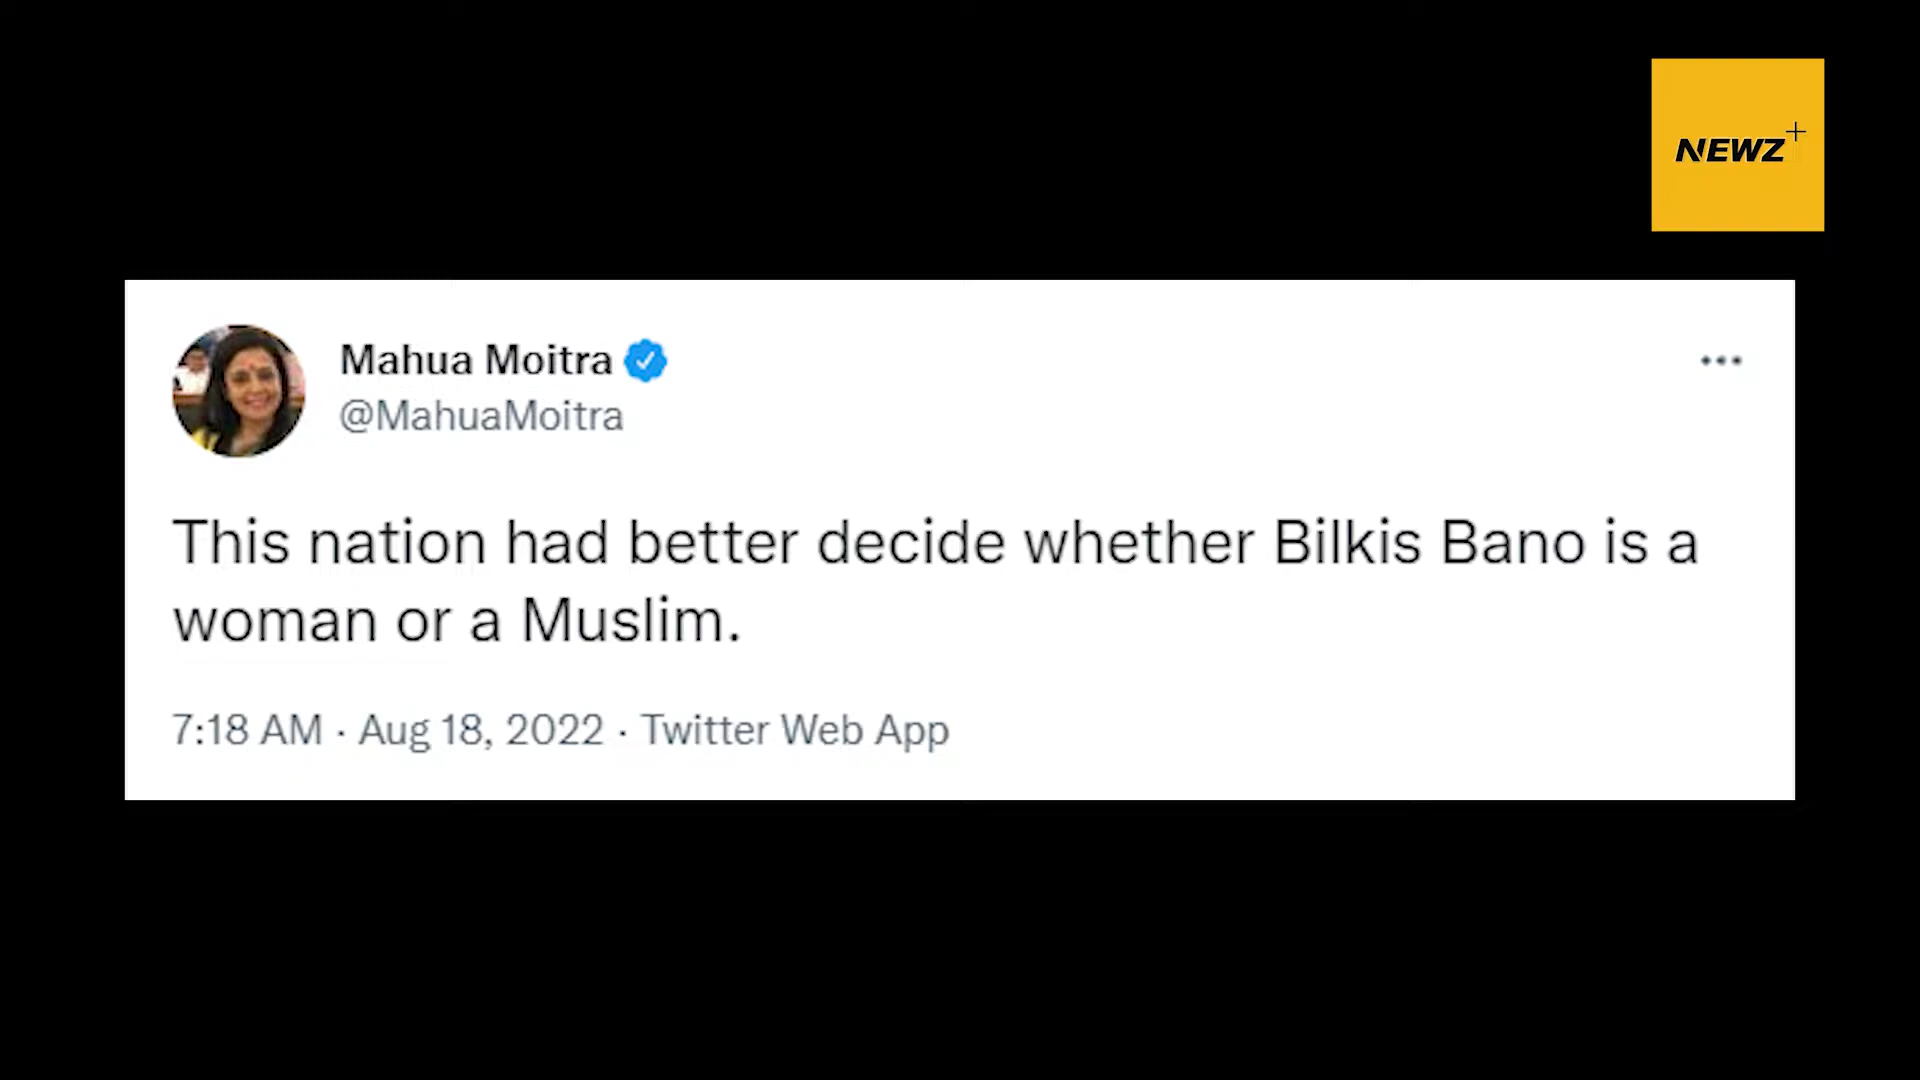 NEWZ+
Mahua Moitra
@MahuaMoitra
This nation had better decide whether Bilkis Bano is a
woman or a Muslim.
7:18 AM · Aug 18, 2022 · Twitter Web App